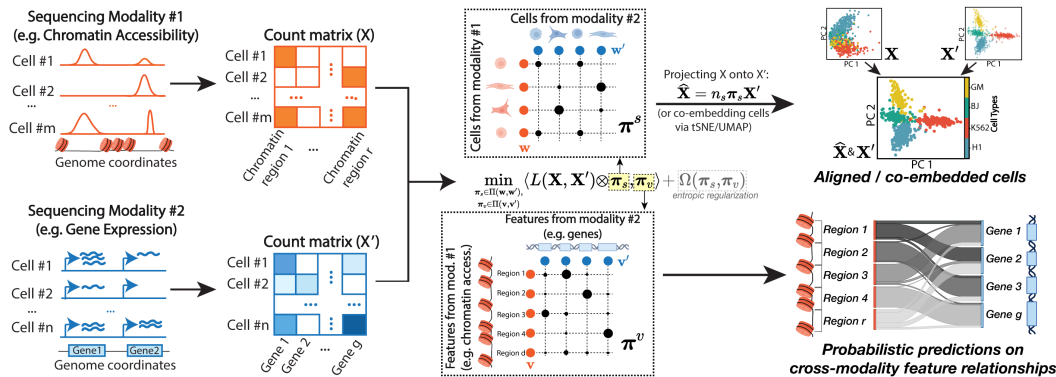 Sequencing Modality #1
(e.g. Chromatin Accessibility)
Cell #1
Cell #2
...
...
Cell #m
Genome coordinates
Count matrix (X)
Cell #1
Cell #2
...
...
Cell #m
Chromatin
region 1
...
Chromatin
region r
Sequencing Modality #2
(e.g. Gene Expression)
Cell #1
Cell #2
...
...
Cell #n
Gene1
Gene2
Genome coordinates
Count matrix (X')
Cell #1
Cell #2
...
...
Cell #n
Gene 1
Gene 2
...
Gene g
Cells from modality #2
Cells from modality #1
w'
w
π^s
min
π_s∈Π(w,w'),
π_v∈Π(v,v')
⟨L(X, X')⊗π_s, π_v⟩ + Ω(π_s, π_v)
entropic regularization
Features from modality #2
(e.g. genes)
Features from mod. #1
(e.g. chromatin access.)
v'
Region 1
Region 2
Region 3
Region 4
Region d
v
π^v
Projecting X onto X':
X̂ = n_s π_s X'
(or co-embedding cells
via tSNE/UMAP)
PC 2
PC 1
X
X'
PC 2
PC 1
PC 2
PC 1
X̂ & X'
GM
BJ
K562
H1
Cell Types
Aligned / co-embedded cells
Region 1
Region 2
Region 3
Region 4
Region r
Gene 1
Gene 2
Gene 3
Gene g
Probabilistic predictions on
cross-modality feature relationships